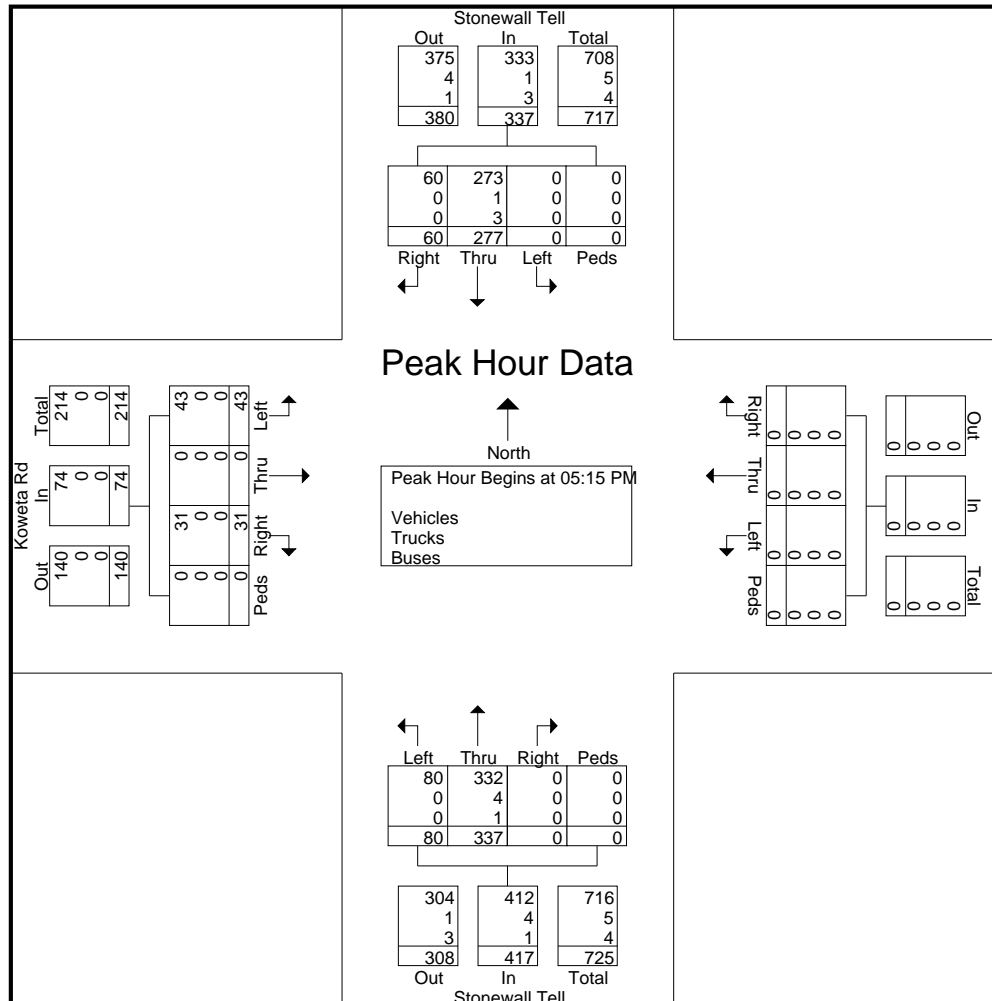 Stonewall Tell
Out In Total
375 333 708
4 1 5
1 3 4
380 337 717
60 273 0 0
0 1 0 0
0 3 0 0
60 277 0 0
Right Thru Left Peds
Peak Hour Data
North
Peak Hour Begins at 05:15 PM
Vehicles
Trucks
Buses
Koweta Rd
Total In Out
214 74 140
0 0 0
0 0 0
214 74 140
43 0 31 0
0 0 0 0
0 0 0 0
43 0 31 0
Left Thru Right Peds
Right Thru Left Peds
0 0 0 0
0 0 0 0
0 0 0 0
0 0 0 0
Out In Total
0 0 0
0 0 0
0 0 0
0 0 0
Left Thru Right Peds
80 332 0 0
0 4 0 0
0 1 0 0
80 337 0 0
304 412 716
1 4 5
3 1 4
308 417 725
Out In Total
Stonewall Tell